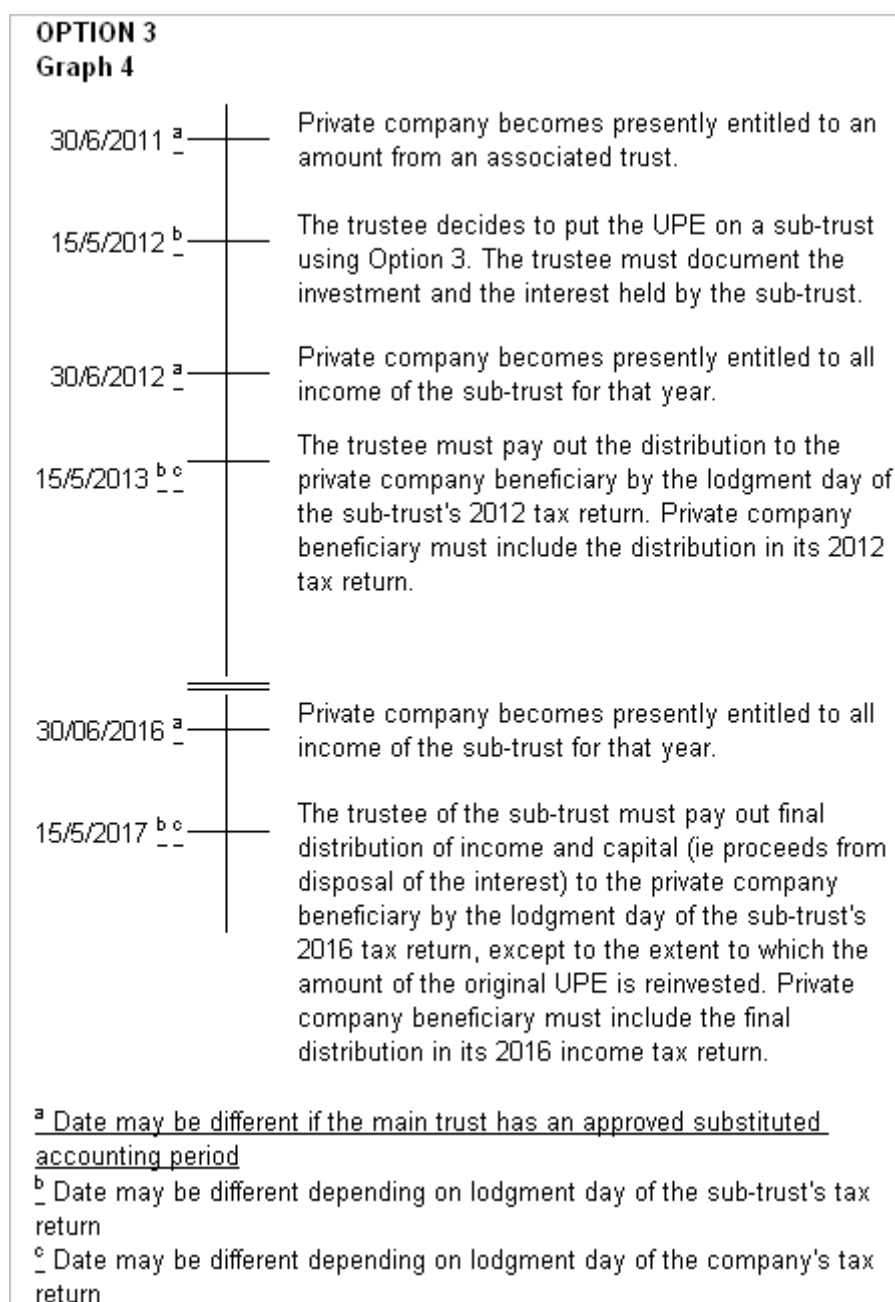 OPTION 3
Graph 4
30/6/2011 a
Private company becomes presently entitled to an
amount from an associated trust.
15/5/2012 b
The trustee decides to put the UPE on a sub-trust
using Option 3. The trustee must document the
investment and the interest held by the sub-trust.
30/6/2012 a
Private company becomes presently entitled to all
income of the sub-trust for that year.
15/5/2013 b c
The trustee must pay out the distribution to the
private company beneficiary by the lodgment day of
the sub-trust's 2012 tax return. Private company
beneficiary must include the distribution in its 2012
tax return.
30/06/2016 a
Private company becomes presently entitled to all
income of the sub-trust for that year.
15/5/2017 b c
The trustee of the sub-trust must pay out final
distribution of income and capital (ie proceeds from
disposal of the interest) to the private company
beneficiary by the lodgment day of the sub-trust's
2016 tax return, except to the extent to which the
amount of the original UPE is reinvested. Private
company beneficiary must include the final
distribution in its 2016 income tax return.
a Date may be different if the main trust has an approved substituted
accounting period
b Date may be different depending on lodgment day of the sub-trust's tax
return
c Date may be different depending on lodgment day of the company's tax
return